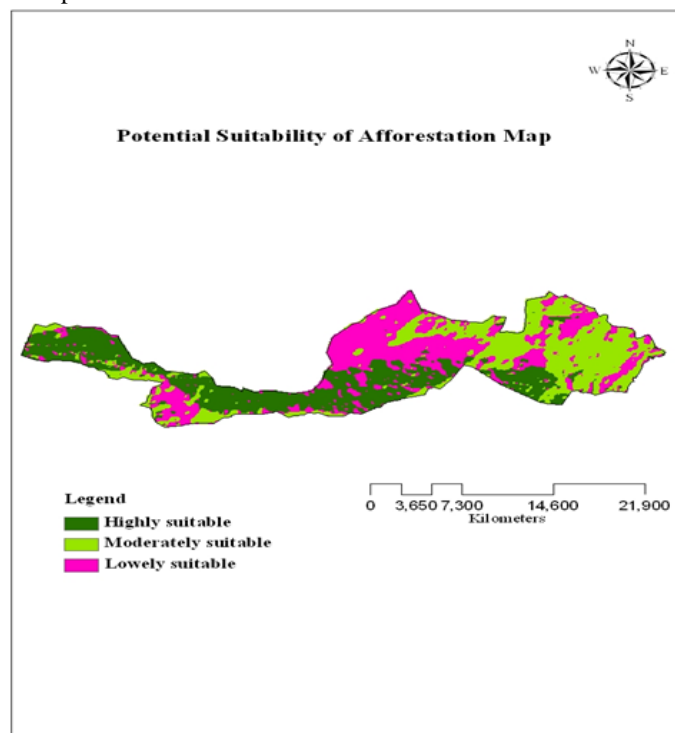 N
W E
S
Potential Suitability of Afforestation Map
Legend
Highly suitable
Moderately suitable
Lowely suitable
0 3,650 7,300 14,600 21,900
Kilometers